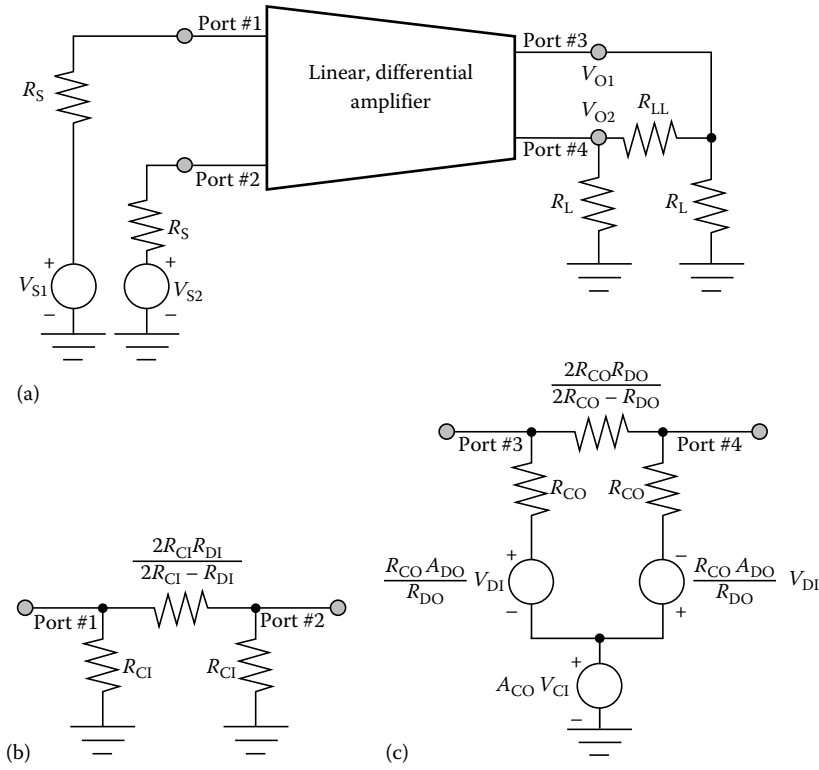 Port #1
Port #3
Linear, differential
amplifier
R_S
V_O1
V_O2
R_LL
Port #4
Port #2
R_S
R_L
R_L
+
+
V_S1
V_S2
−
−
(a)
2R_CO R_DO
2R_CO − R_DO
Port #3
Port #4
R_CO
R_CO
2R_CI R_DI
2R_CI − R_DI
+
−
R_CO A_DO
R_DO
V_DI
R_CO A_DO
R_DO
V_DI
−
+
Port #1
Port #2
R_CI
R_CI
+
A_CO V_CI
−
(b)
(c)